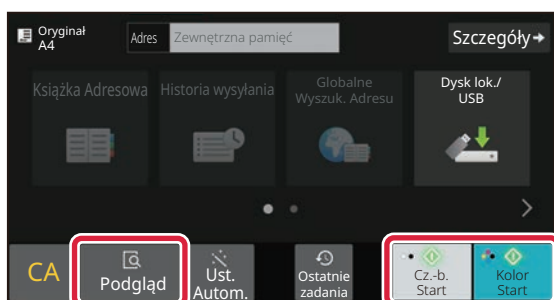 Oryginał
A4
Adres
Zewnętrzna pamięć
Szczegóły
Książka Adresowa
Historia wysyłania
Globalne
Wyszuk. Adresu
Dysk lok./
USB
CA
Podgląd
Ust.
Autom.
Ostatnie
zadania
Cz.-b.
Start
Kolor
Start